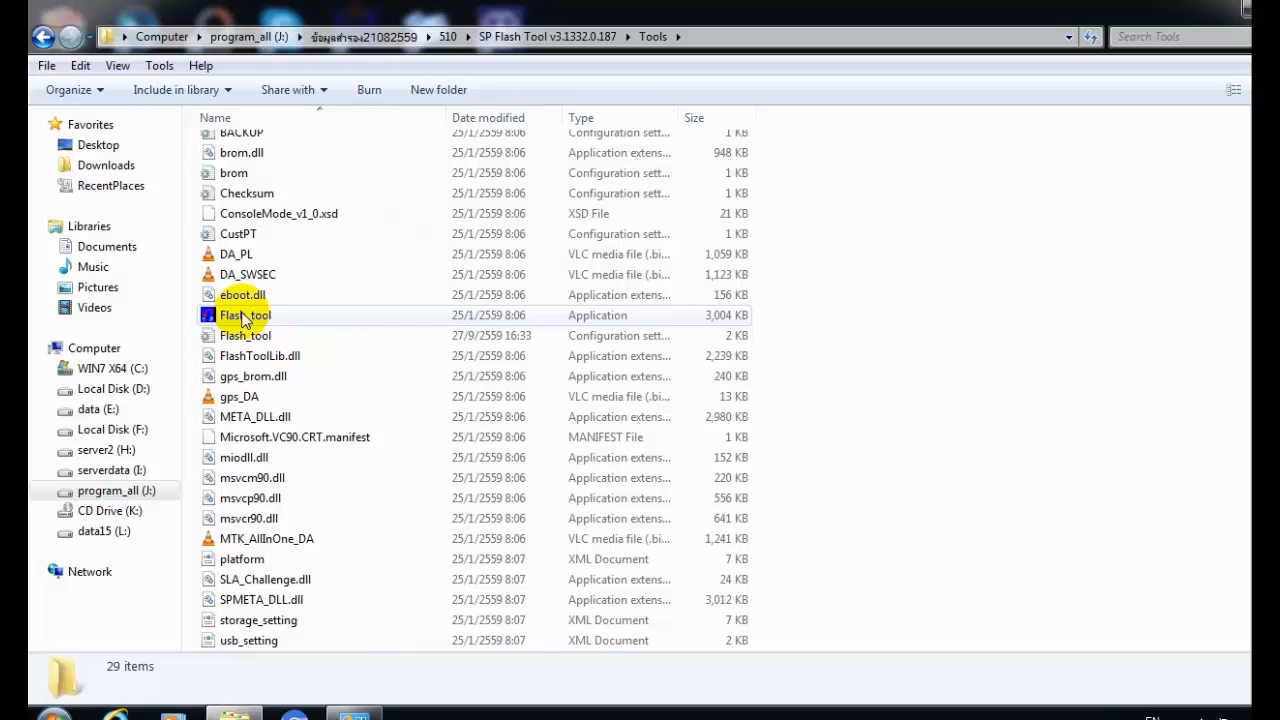 Computer ▸ program_all (J:) ▸ ข้อมูลสำรอง21082559 ▸ 510 ▸ SP Flash Tool v3.1332.0.187 ▸ Tools ▸ Search Tools
File Edit View Tools Help
Organize Include in library Share with Burn New folder
Name Date modified Type Size
BACKUP 25/1/2559 8:06 Configuration sett... 1 KB
brom.dll 25/1/2559 8:06 Application extens... 948 KB
brom 25/1/2559 8:06 Configuration sett... 1 KB
Checksum 25/1/2559 8:06 Configuration sett... 1 KB
ConsoleMode_v1_0.xsd 25/1/2559 8:06 XSD File 21 KB
CustPT 25/1/2559 8:06 Configuration sett... 1 KB
DA_PL 25/1/2559 8:06 VLC media file (.bi... 1,059 KB
DA_SWSEC 25/1/2559 8:06 VLC media file (.bi... 1,123 KB
eboot.dll 25/1/2559 8:06 Application extens... 156 KB
Flash_tool 25/1/2559 8:06 Application 3,004 KB
Flash_tool 27/9/2559 16:33 Configuration sett... 2 KB
FlashToolLib.dll 25/1/2559 8:06 Application extens... 2,239 KB
gps_brom.dll 25/1/2559 8:06 Application extens... 240 KB
gps_DA 25/1/2559 8:06 VLC media file (.bi... 13 KB
META_DLL.dll 25/1/2559 8:06 Application extens... 2,980 KB
Microsoft.VC90.CRT.manifest 25/1/2559 8:06 MANIFEST File 1 KB
miodll.dll 25/1/2559 8:06 Application extens... 152 KB
msvcm90.dll 25/1/2559 8:06 Application extens... 220 KB
msvcp90.dll 25/1/2559 8:06 Application extens... 556 KB
msvcr90.dll 25/1/2559 8:06 Application extens... 641 KB
MTK_AllInOne_DA 25/1/2559 8:06 VLC media file (.bi... 1,241 KB
platform 25/1/2559 8:07 XML Document 7 KB
SLA_Challenge.dll 25/1/2559 8:07 Application extens... 24 KB
SPMETA_DLL.dll 25/1/2559 8:07 Application extens... 3,012 KB
storage_setting 25/1/2559 8:07 XML Document 7 KB
usb_setting 25/1/2559 8:07 XML Document 2 KB
Favorites
Desktop
Downloads
RecentPlaces
Libraries
Documents
Music
Pictures
Videos
Computer
WIN7 X64 (C:)
Local Disk (D:)
data (E:)
Local Disk (F:)
server2 (H:)
serverdata (I:)
program_all (J:)
CD Drive (K:)
data15 (L:)
Network
29 items